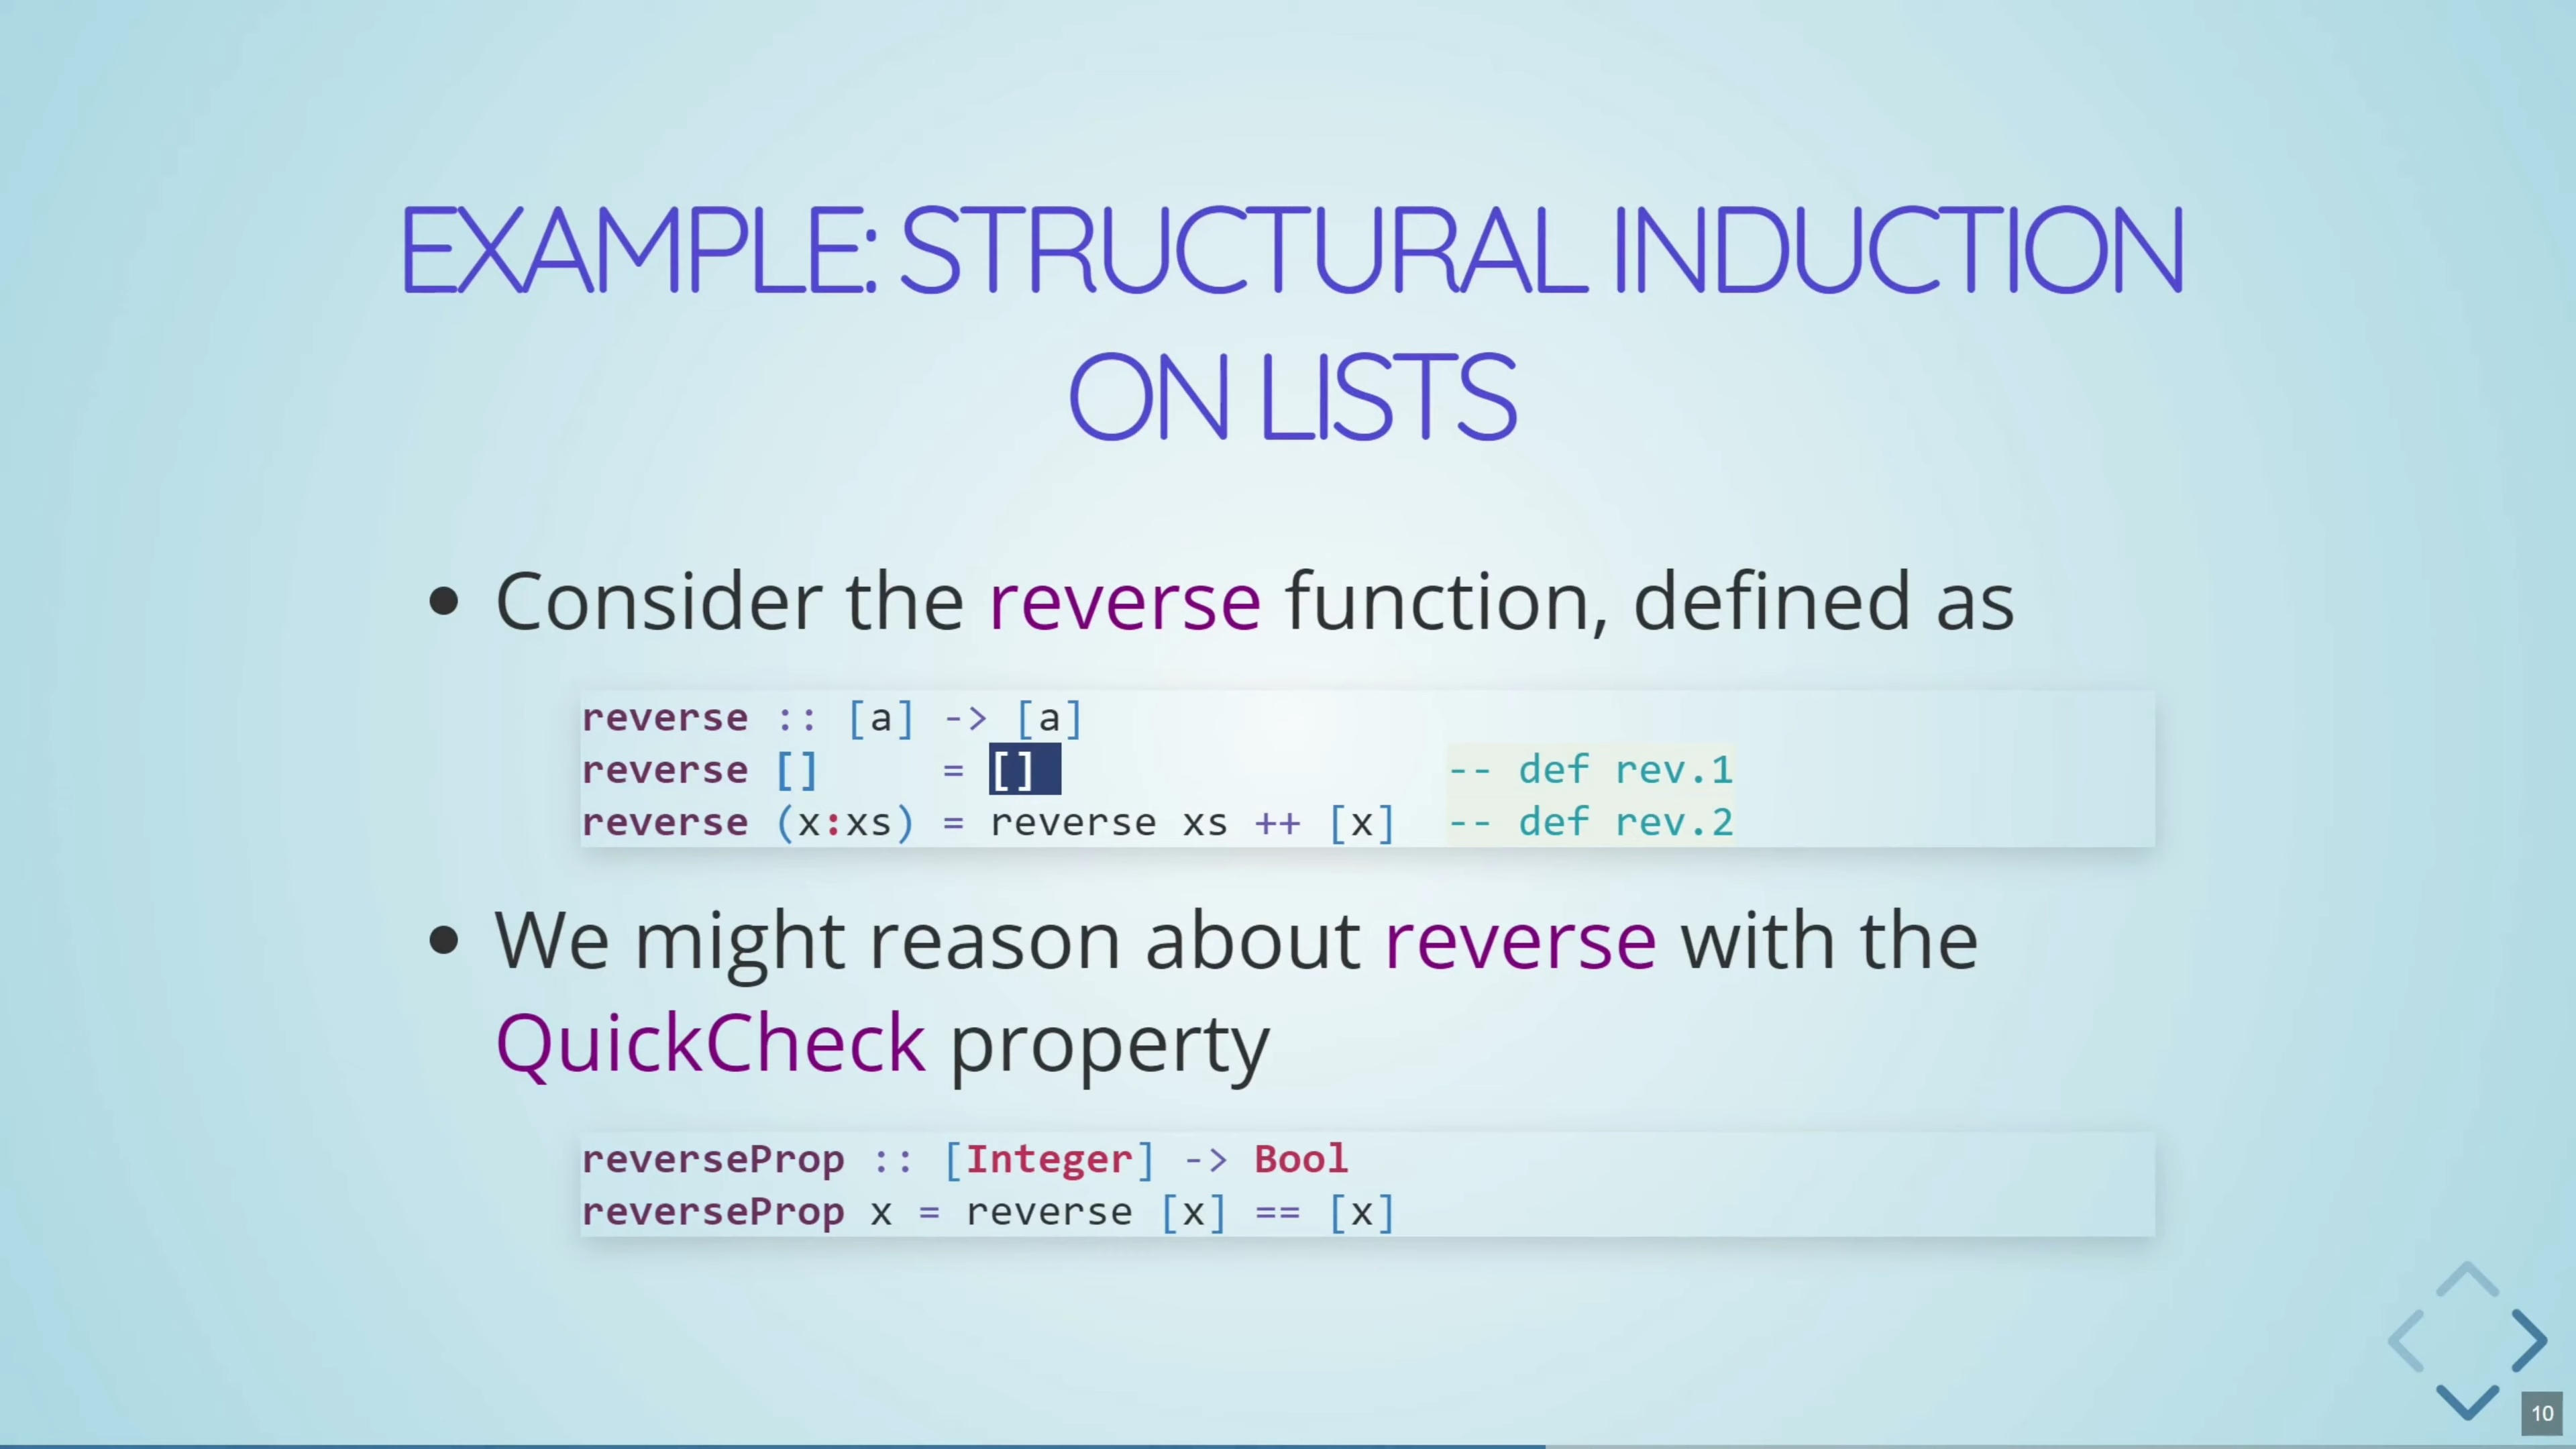 EXAMPLE: STRUCTURAL INDUCTION
ON LISTS
• Consider the reverse function, defined as
reverse :: [a] -> [a]
reverse []     = []                  -- def rev.1
reverse (x:xs) = reverse xs ++ [x]  -- def rev.2
• We might reason about reverse with the
QuickCheck property
reverseProp :: [Integer] -> Bool
reverseProp x = reverse [x] == [x]
10